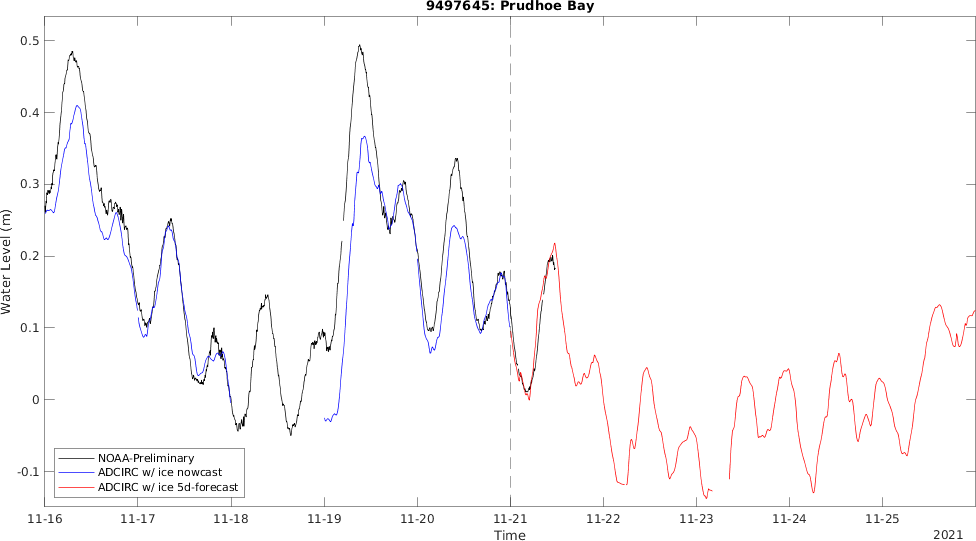 9497645: Prudhoe Bay
0.5
0.4
0.3
0.2
0.1
0
-0.1
Water Level (m)
NOAA-Preliminary
ADCIRC w/ ice nowcast
ADCIRC w/ ice 5d-forecast
11-16 11-17 11-18 11-19 11-20 11-21 11-22 11-23 11-24 11-25
Time
2021